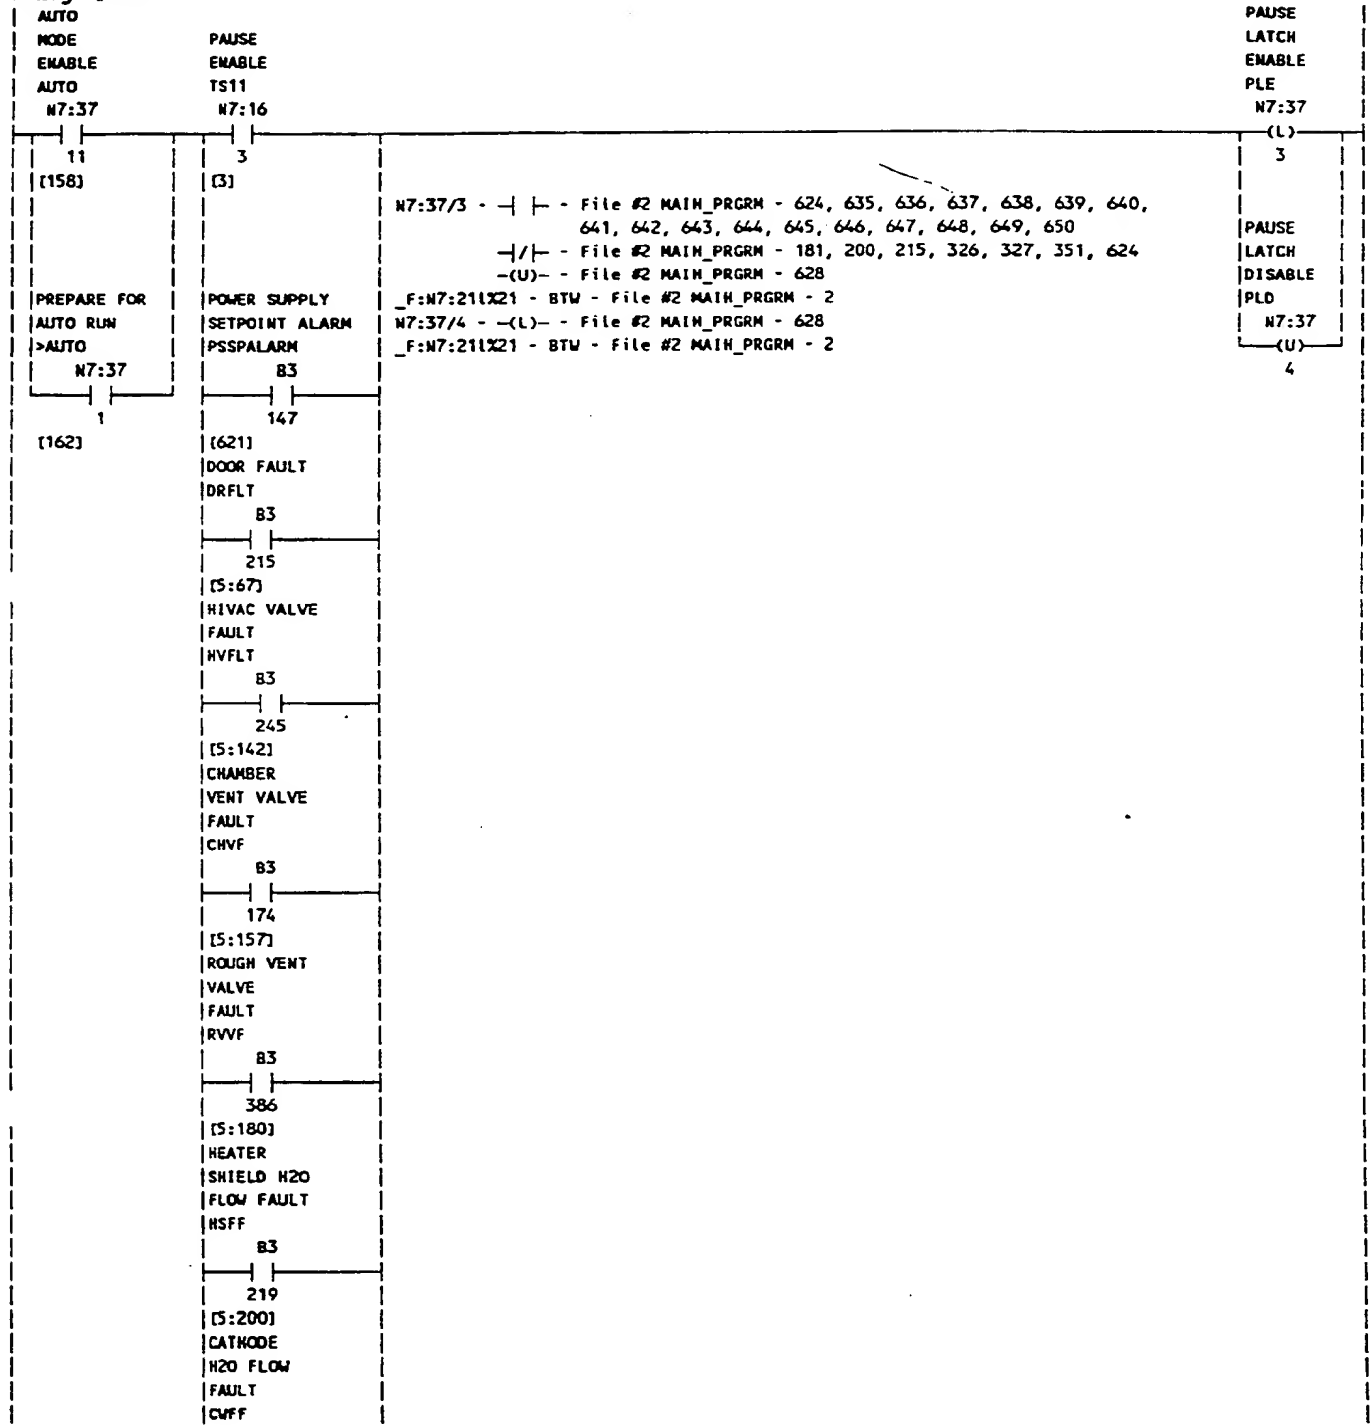 AUTO PAUSE
MODE PAUSE LATCH
ENABLE ENABLE ENABLE
AUTO TS11 PLE
N7:37 N7:16 N7:37
(L)
11 3 3
[158] [3]
N7:37/3 - ┤ ├ - File #2 MAIN_PRGRM - 624, 635, 636, 637, 638, 639, 640,
641, 642, 643, 644, 645, 646, 647, 648, 649, 650 PAUSE
┤/├ - File #2 MAIN_PRGRM - 181, 200, 215, 326, 327, 351, 624 LATCH
-(U)- - File #2 MAIN_PRGRM - 628 DISABLE
PREPARE FOR POWER SUPPLY _F:N7:211%21 - BTW - File #2 MAIN_PRGRM - 2 PLD
AUTO RUN SETPOINT ALARM N7:37/4 - -(L)- - File #2 MAIN_PRGRM - 628 N7:37
>AUTO PSSPALARM _F:N7:211%21 - BTW - File #2 MAIN_PRGRM - 2 (U)
N7:37 B3 4
1 147
[162] [621]
DOOR FAULT
DRFLT
B3
215
[5:67]
HIVAC VALVE
FAULT
HVFLT
B3
245
[5:142]
CHAMBER
VENT VALVE
FAULT
CHVF
B3
174
[5:157]
ROUGH VENT
VALVE
FAULT
RVVF
B3
386
[5:180]
HEATER
SHIELD H2O
FLOW FAULT
HSFF
B3
219
[5:200]
CATHODE
H2O FLOW
FAULT
CWFF